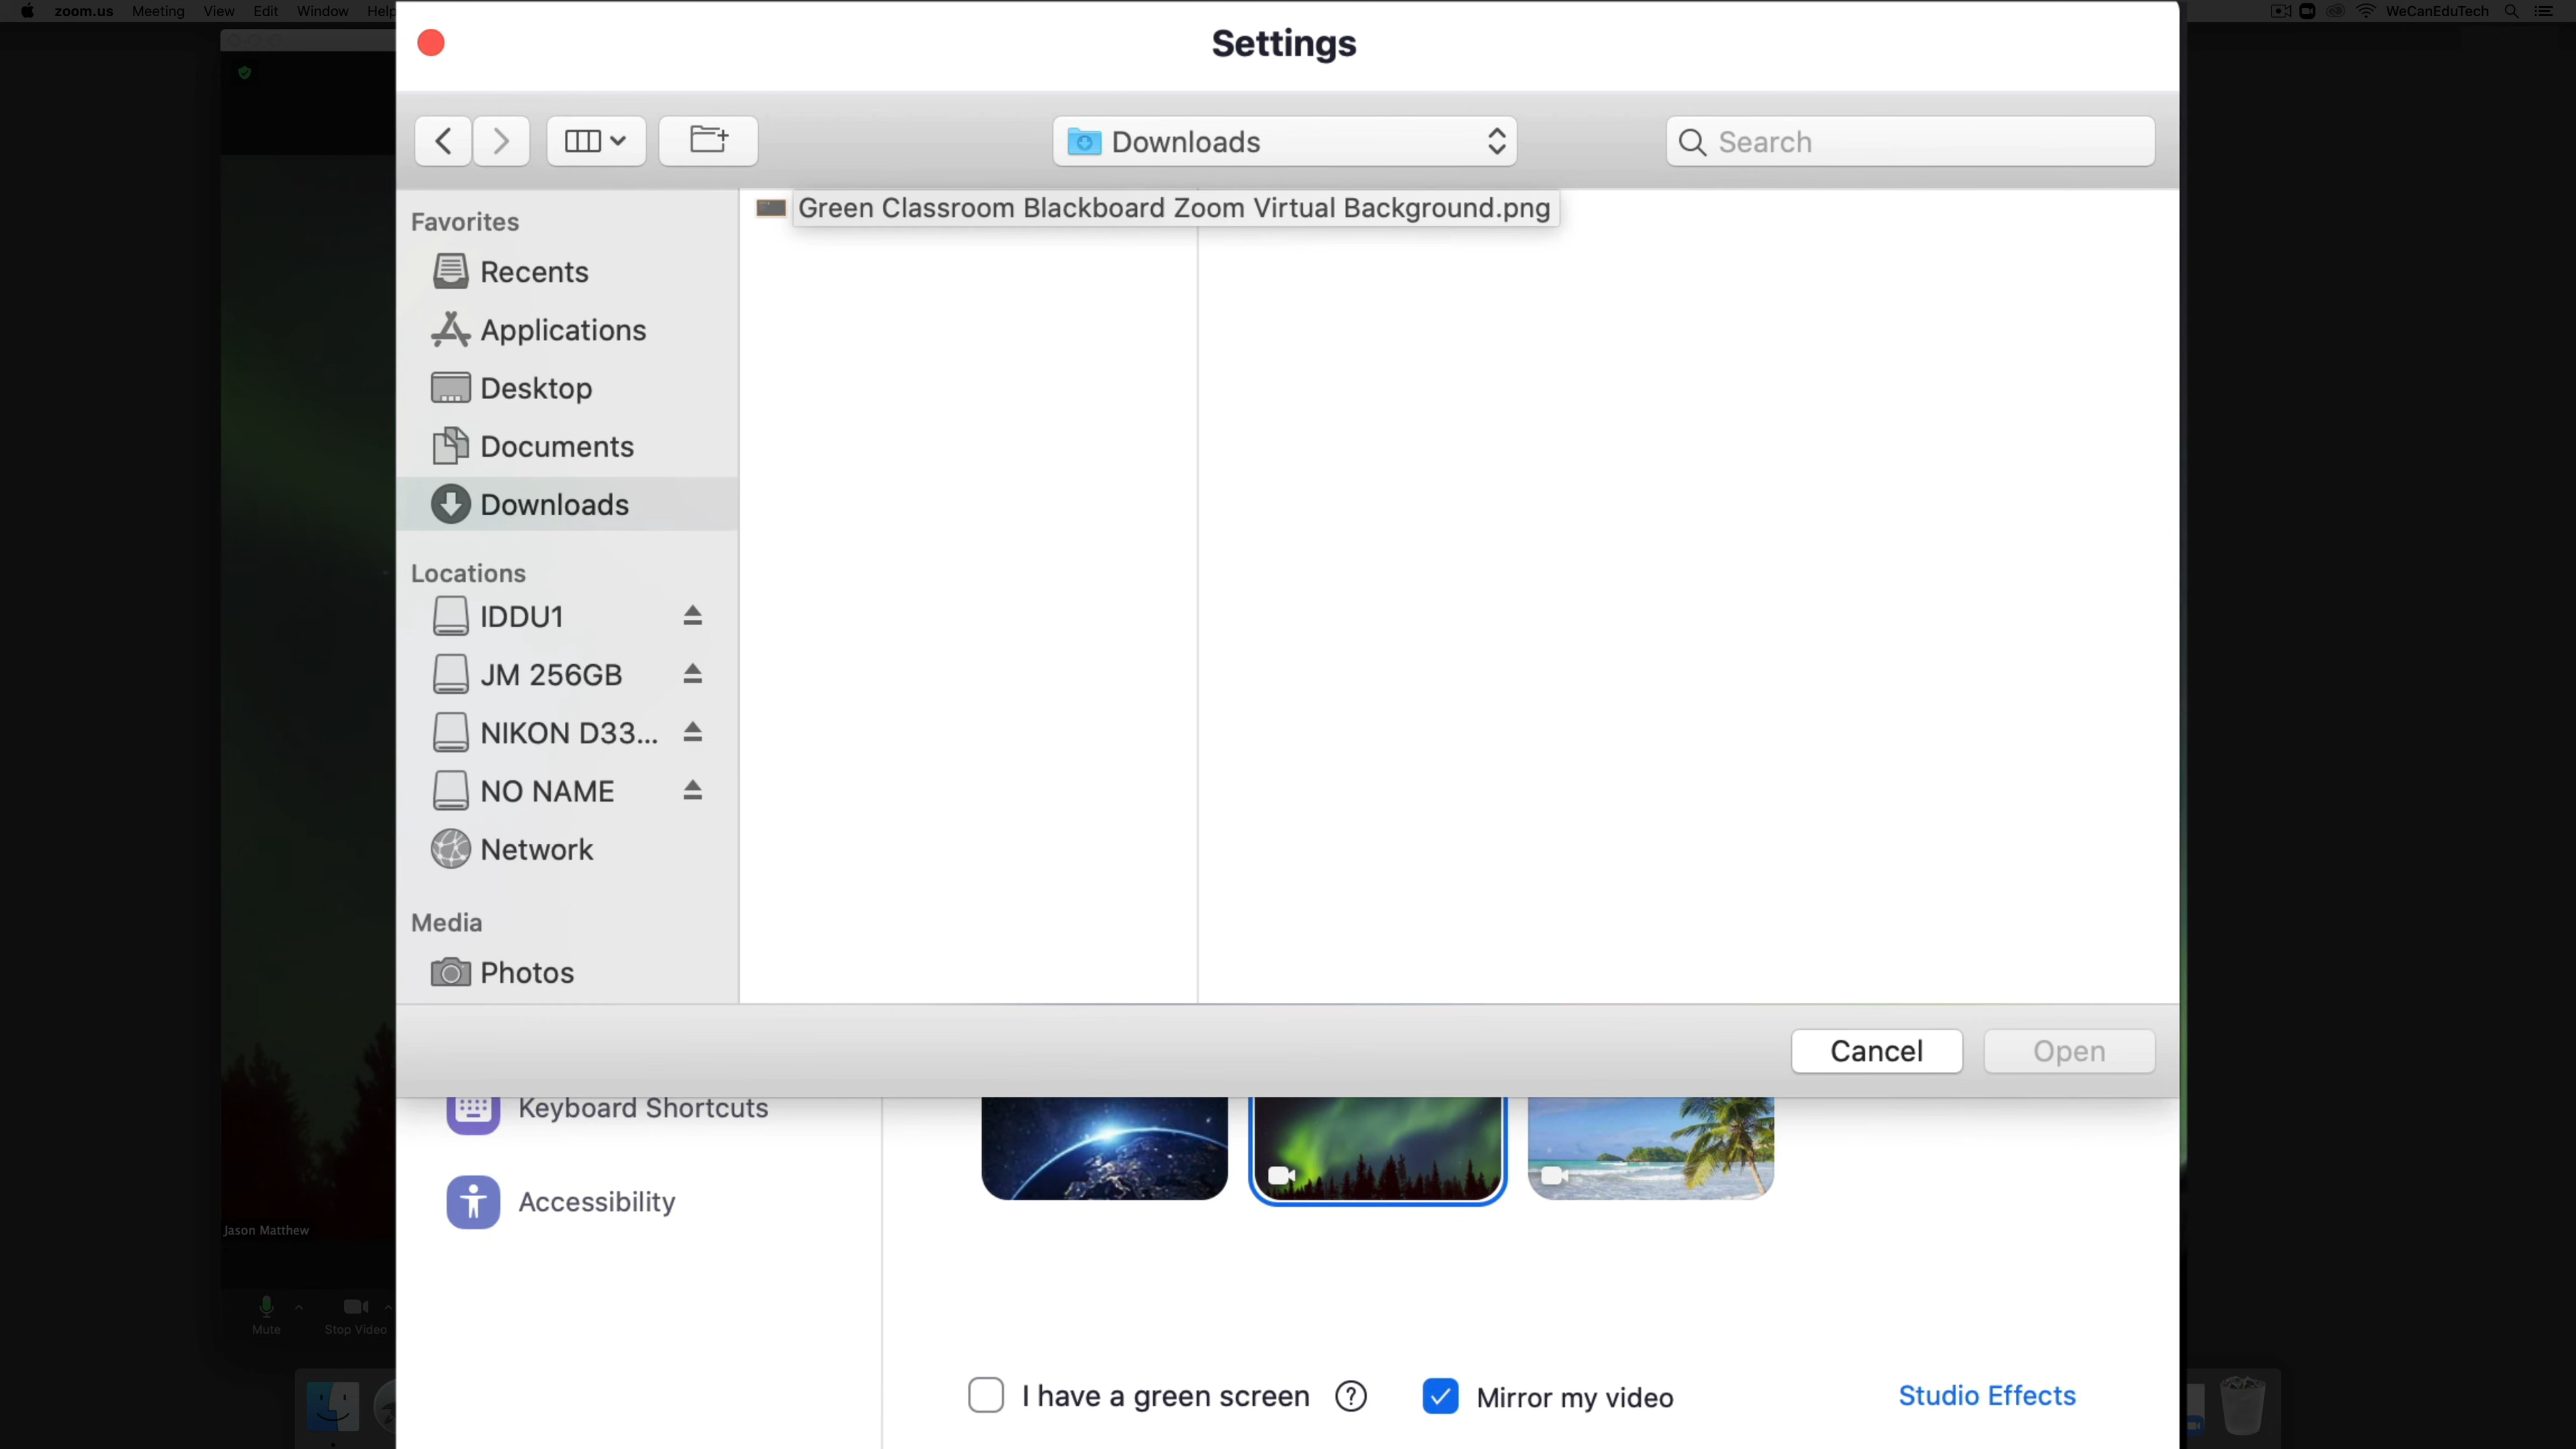 zoom.us Meeting View Edit Window Help
WeCanEduTech
Settings
Downloads
Search
Favorites
Green Classroom Blackboard Zoom Virtual Background.png
Recents
Applications
Desktop
Documents
Downloads
Locations
IDDU1
JM 256GB
NIKON D33...
NO NAME
Network
Media
Photos
Cancel
Open
Keyboard Shortcuts
Accessibility
Jason Matthew
Mute
Stop Video
I have a green screen
?
Mirror my video
Studio Effects